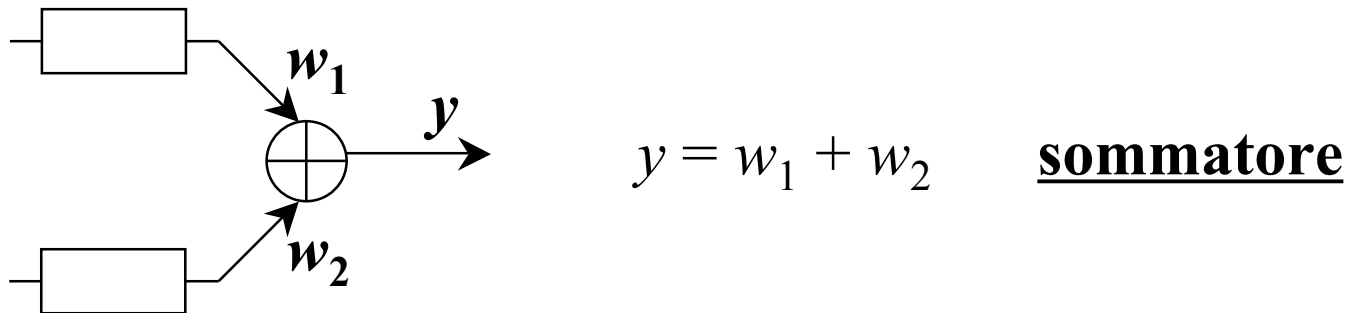 w₁
y
y = w₁ + w₂ sommatore
w₂